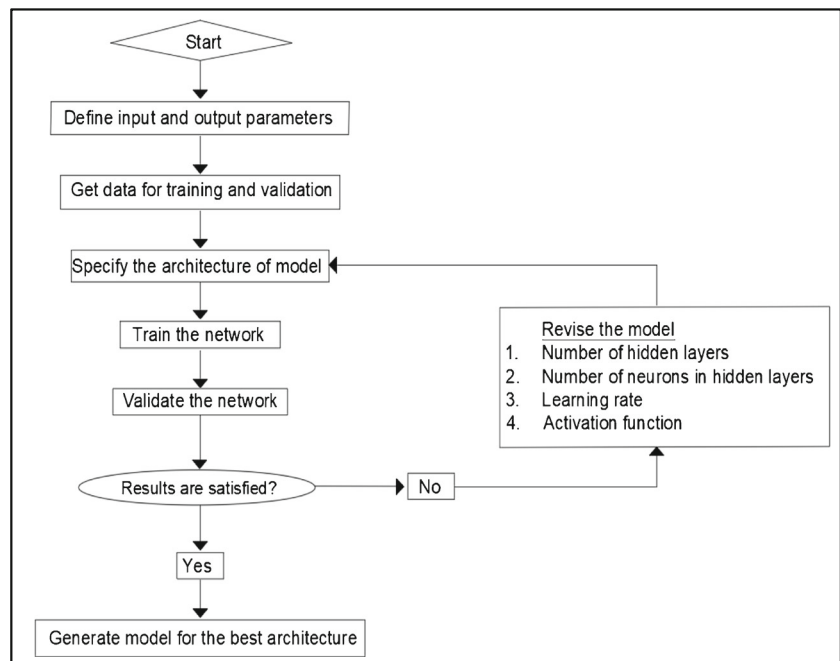 Start
Define input and output parameters
Get data for training and validation
Specify the architecture of model
Train the network
Validate the network
Results are satisfied?
No
Yes
Generate model for the best architecture
Revise the model
1. Number of hidden layers
2. Number of neurons in hidden layers
3. Learning rate
4. Activation function